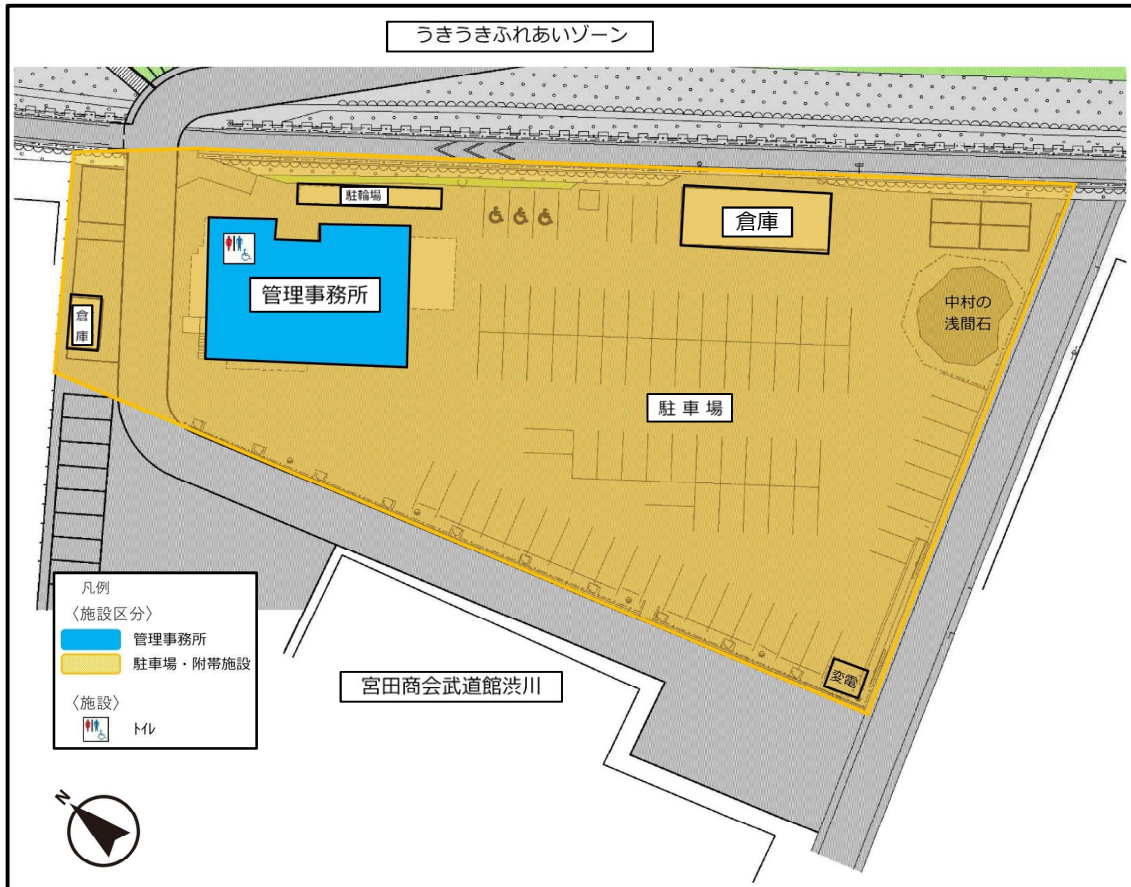 うきうきふれあいゾーン
駐輪場
倉庫
管理事務所
倉
庫
中村の
浅間石
駐車場
凡例
〈施設区分〉
管理事務所
駐車場・附帯施設
〈施設〉
トイレ
宮田商会武道館渋川
変電
N